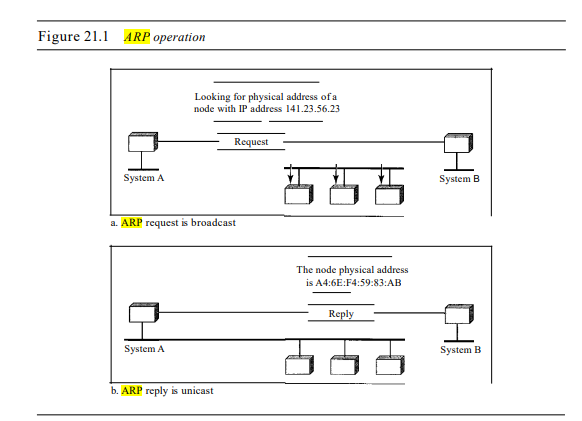 Figure 21.1 ARP operation
Looking for physical address of a
node with IP address 141.23.56.23
Request
System A
System B
a. ARP request is broadcast
The node physical address
is A4:6E:F4:59:83:AB
Reply
System A
System B
b. ARP reply is unicast